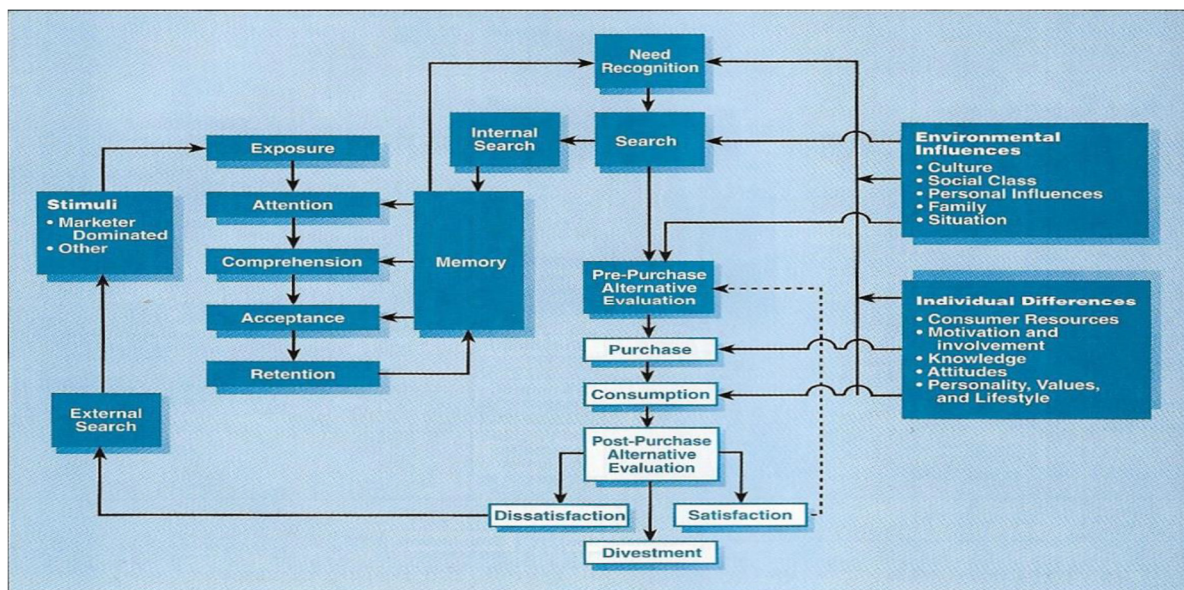 Need
Recognition
Internal
Search
Search
Exposure
Attention
Comprehension
Acceptance
Retention
Memory
Stimuli
• Marketer
Dominated
• Other
External
Search
Pre-Purchase
Alternative
Evaluation
Purchase
Consumption
Post-Purchase
Alternative
Evaluation
Dissatisfaction
Satisfaction
Divestment
Environmental
Influences
• Culture
• Social Class
• Personal Influences
• Family
• Situation
Individual Differences
• Consumer Resources
• Motivation and
involvement
• Knowledge
• Attitudes
• Personality, Values,
and Lifestyle